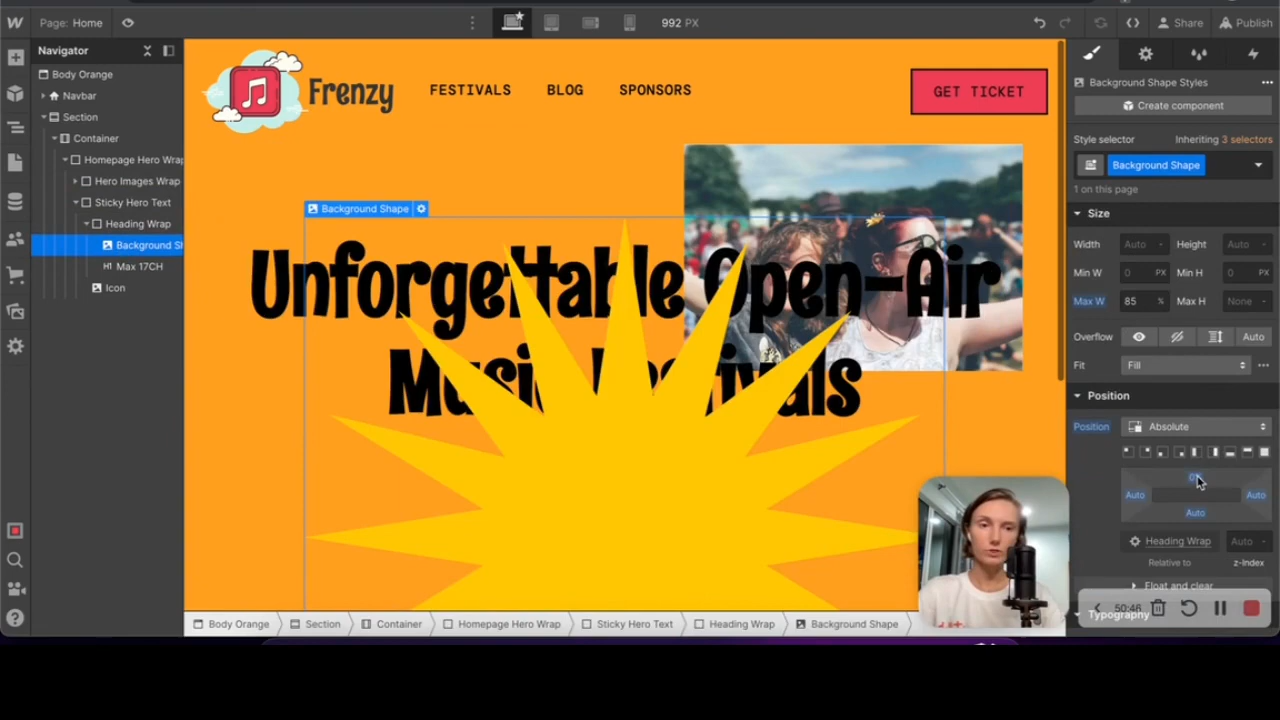 Page: Home
992 PX
Share
Publish
Navigator
Body Orange
Navbar
Section
Container
Homepage Hero Wrap
Hero Images Wrap
Sticky Hero Text
Heading Wrap
Background Sh
H1 Max 17CH
Icon
Frenzy
FESTIVALS
BLOG
SPONSORS
GET TICKET
Background Shape
Unforgettable Open-Air
Music Festivals
Body Orange
Section
Container
Homepage Hero Wrap
Sticky Hero Text
Heading Wrap
Background Shape
Background Shape Styles
Create component
Style selector
Inheriting 3 selectors
Background Shape
1 on this page
Size
Width
Auto -
Height
Auto -
Min W
0 PX
Min H
0 PX
Max W
85 %
Max H
None -
Overflow
Auto
Fit
Fill
Position
Position
Absolute
Auto
Auto
Auto
Heading Wrap
Auto -
Relative to
z-Index
Float and clear
50:46
Typography